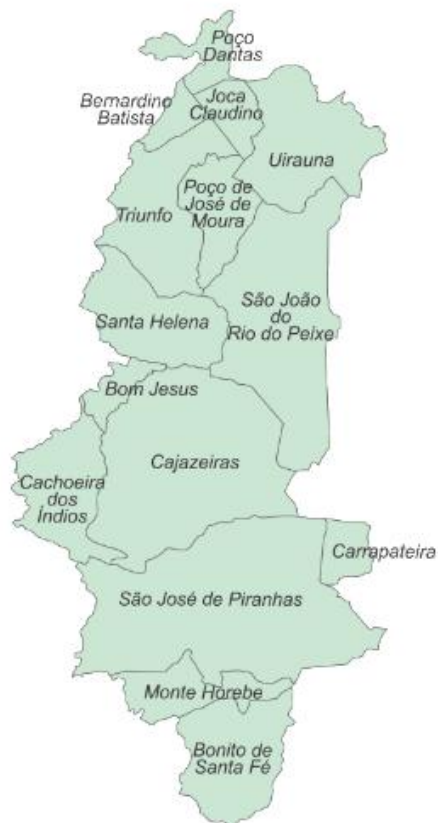 Poço
Dantas
Bernardino
Batista
Joca
Claudino
Uirauna
Poço de
José de
Moura
Triunfo
São João
do
Rio do Peixe
Santa Helena
Bom Jesus
Cajazeiras
Cachoeira
dos
Índios
Carrapateira
São José de Piranhas
Monte Horebe
Bonito de
Santa Fé